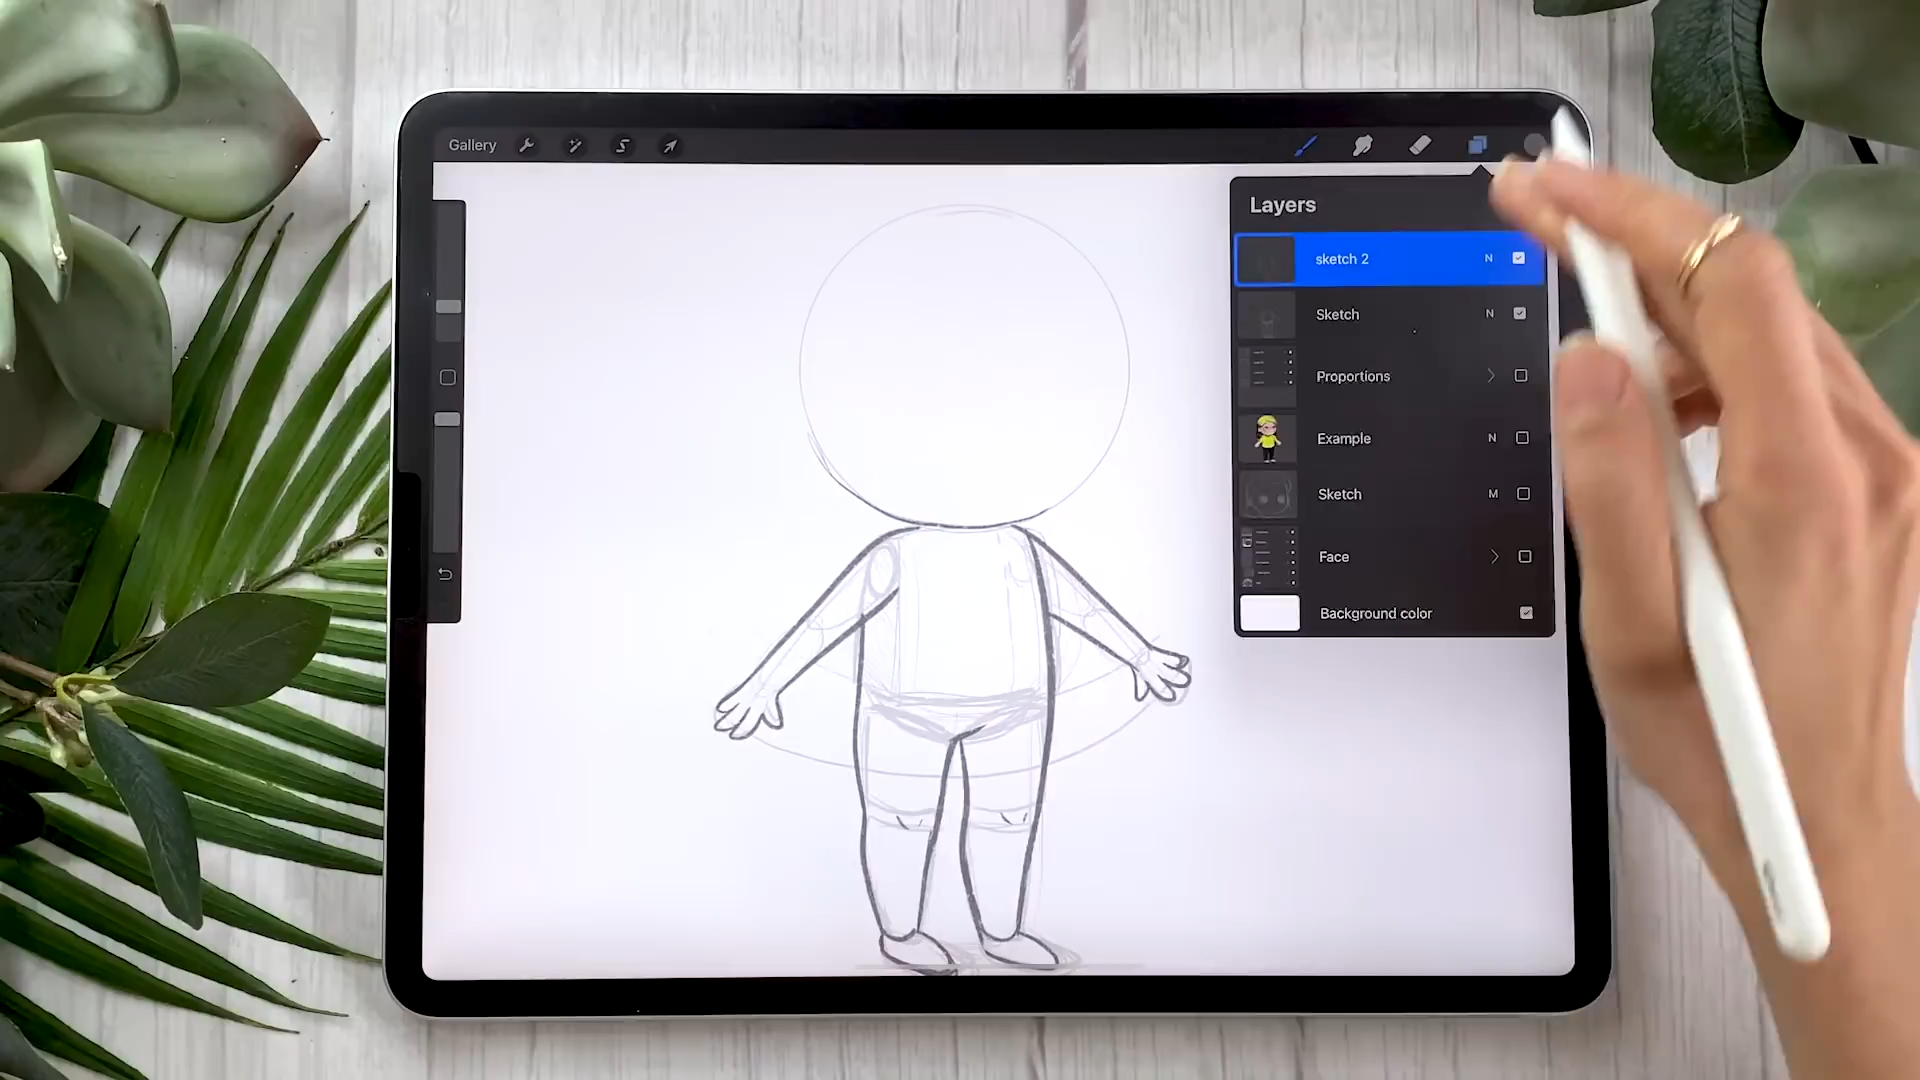 Gallery
Layers
sketch 2 N
Sketch N
Proportions
Example N
Sketch M
Face
Background color